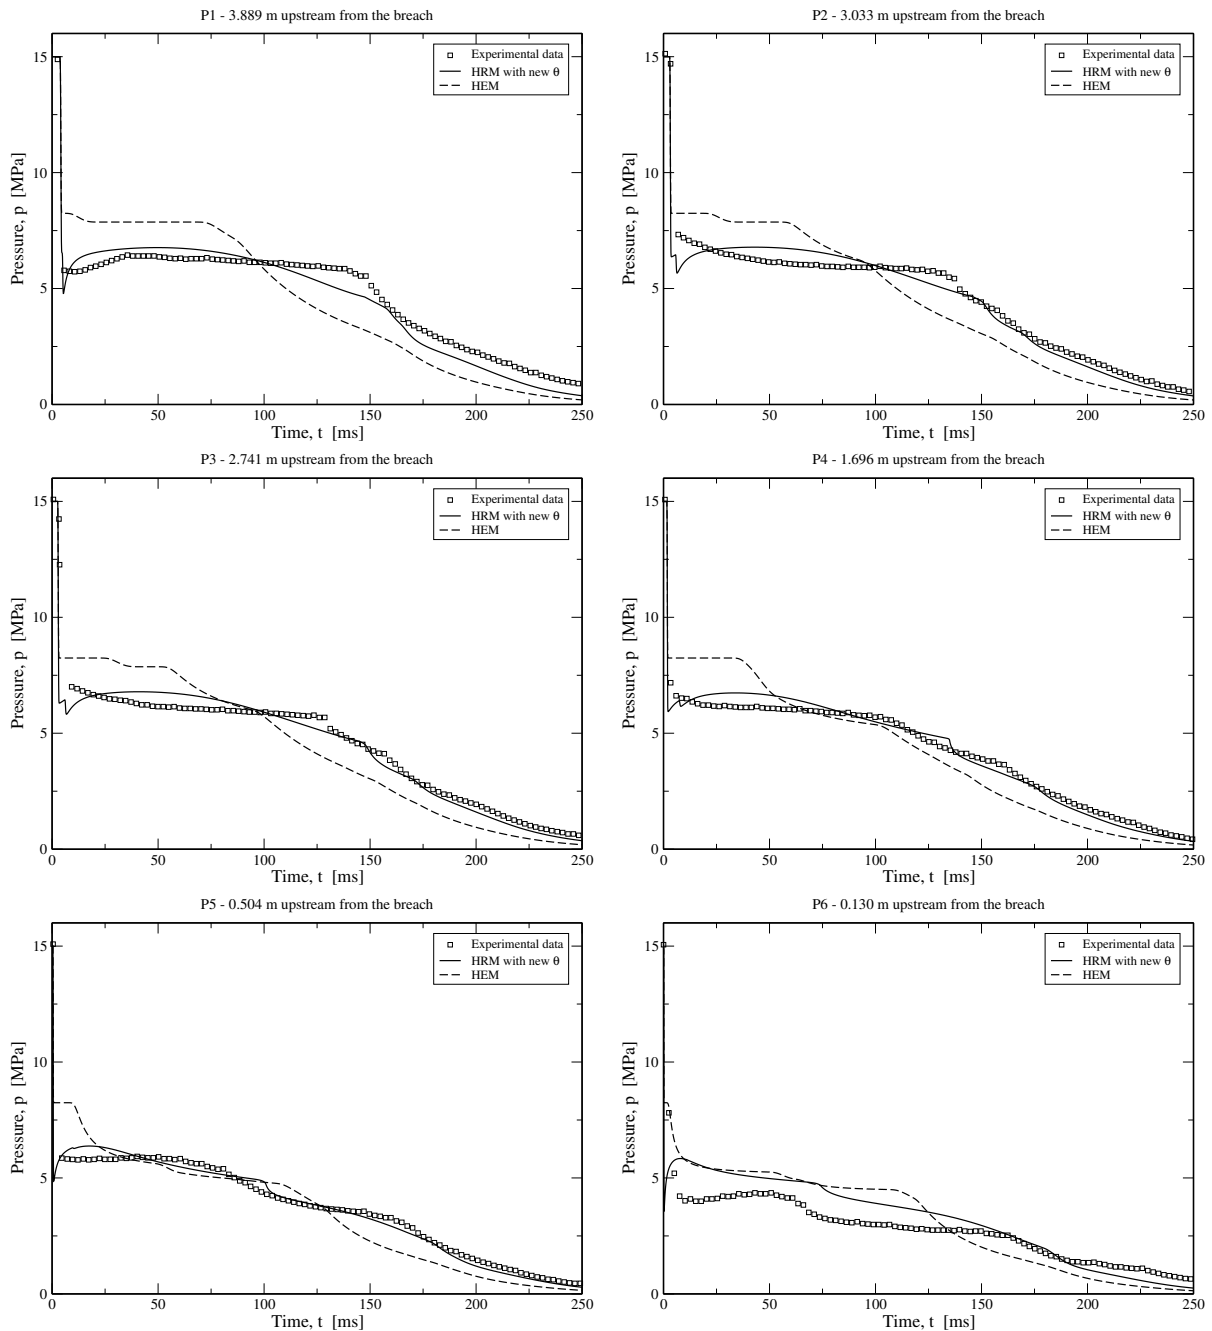 P1 - 3.889 m upstream from the breach
15
10
5
0
Pressure, p [MPa]
Experimental data
HRM with new θ
HEM
0 50 100 150 200 250
Time, t [ms]
P2 - 3.033 m upstream from the breach
15
10
5
0
Pressure, p [MPa]
Experimental data
HRM with new θ
HEM
0 50 100 150 200 250
Time, t [ms]
P3 - 2.741 m upstream from the breach
15
10
5
0
Pressure, p [MPa]
Experimental data
HRM with new θ
HEM
0 50 100 150 200 250
Time, t [ms]
P4 - 1.696 m upstream from the breach
15
10
5
0
Pressure, p [MPa]
Experimental data
HRM with new θ
HEM
0 50 100 150 200 250
Time, t [ms]
P5 - 0.504 m upstream from the breach
15
10
5
0
Pressure, p [MPa]
Experimental data
HRM with new θ
HEM
0 50 100 150 200 250
Time, t [ms]
P6 - 0.130 m upstream from the breach
15
10
5
0
Pressure, p [MPa]
Experimental data
HRM with new θ
HEM
0 50 100 150 200 250
Time, t [ms]